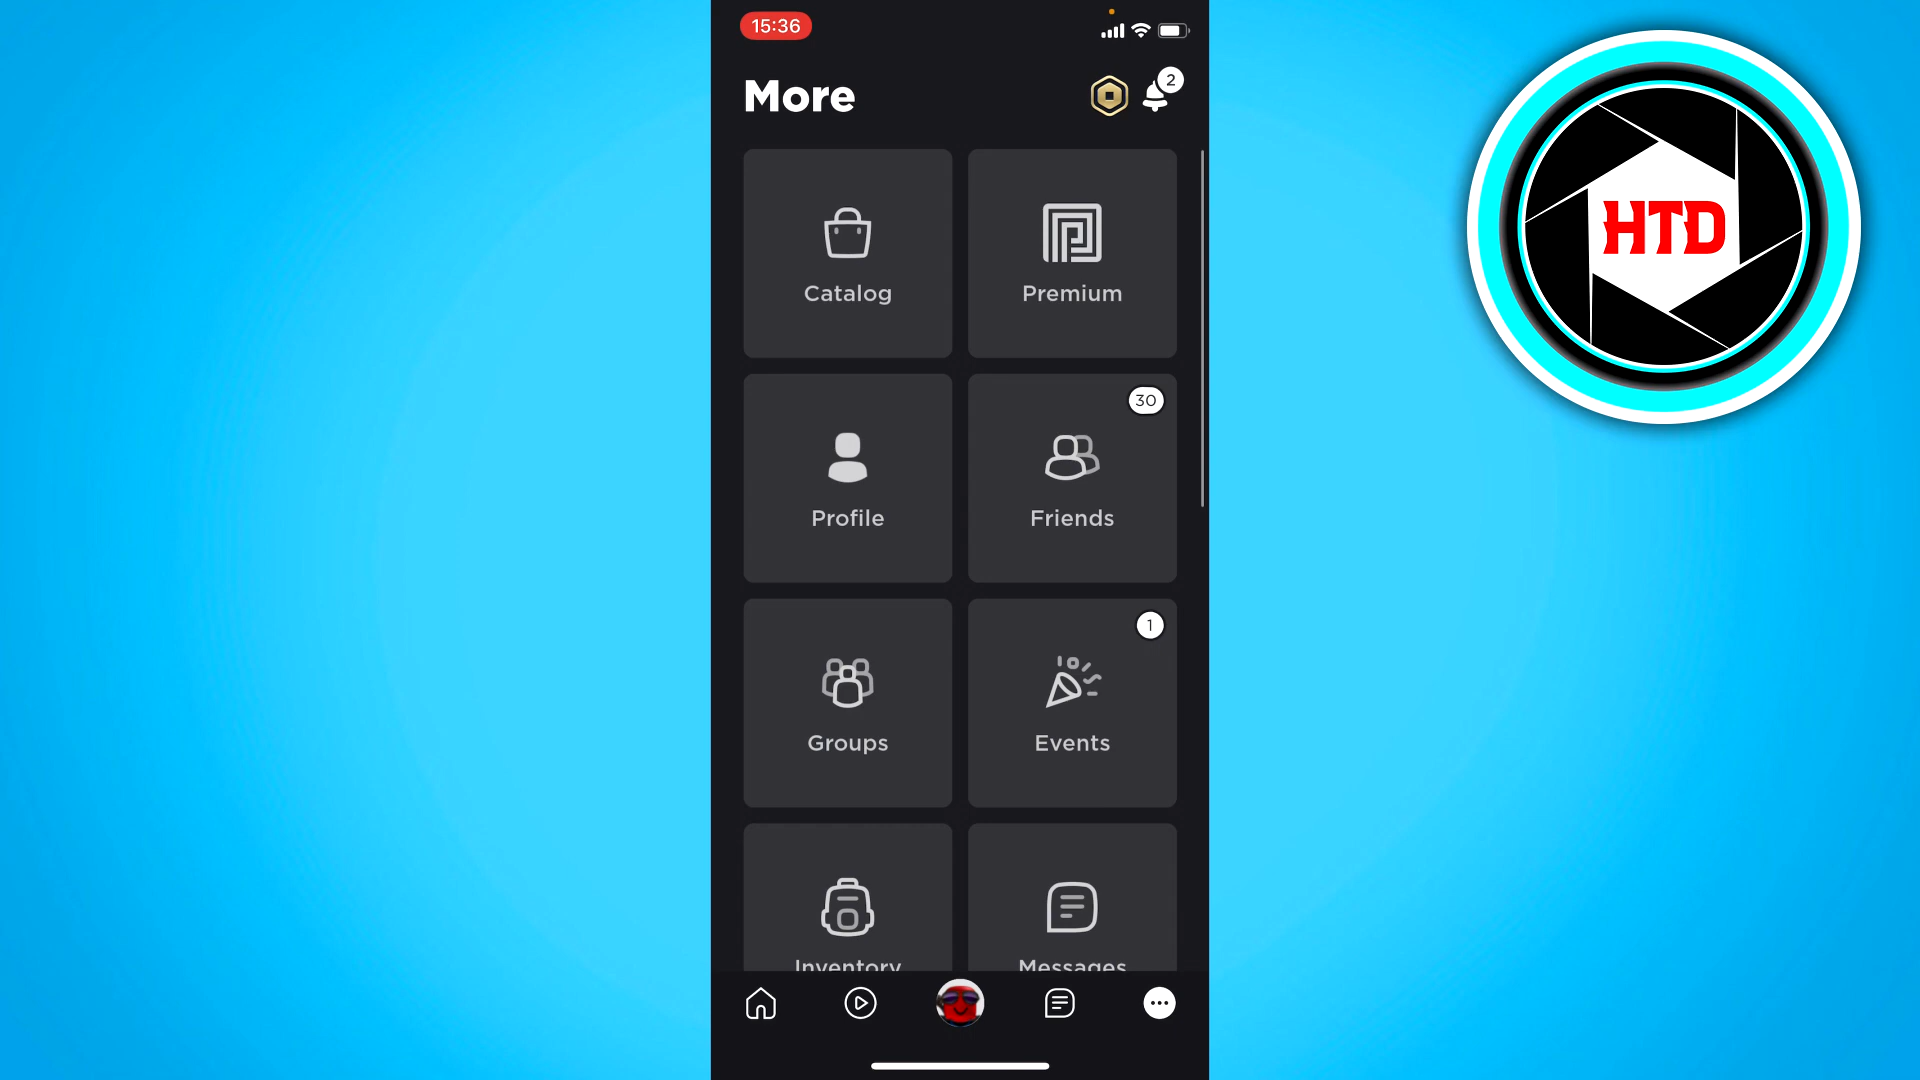 15:36
More
2
Catalog
Premium
30
Profile
Friends
1
Groups
Events
Inventory
Messages
HTD